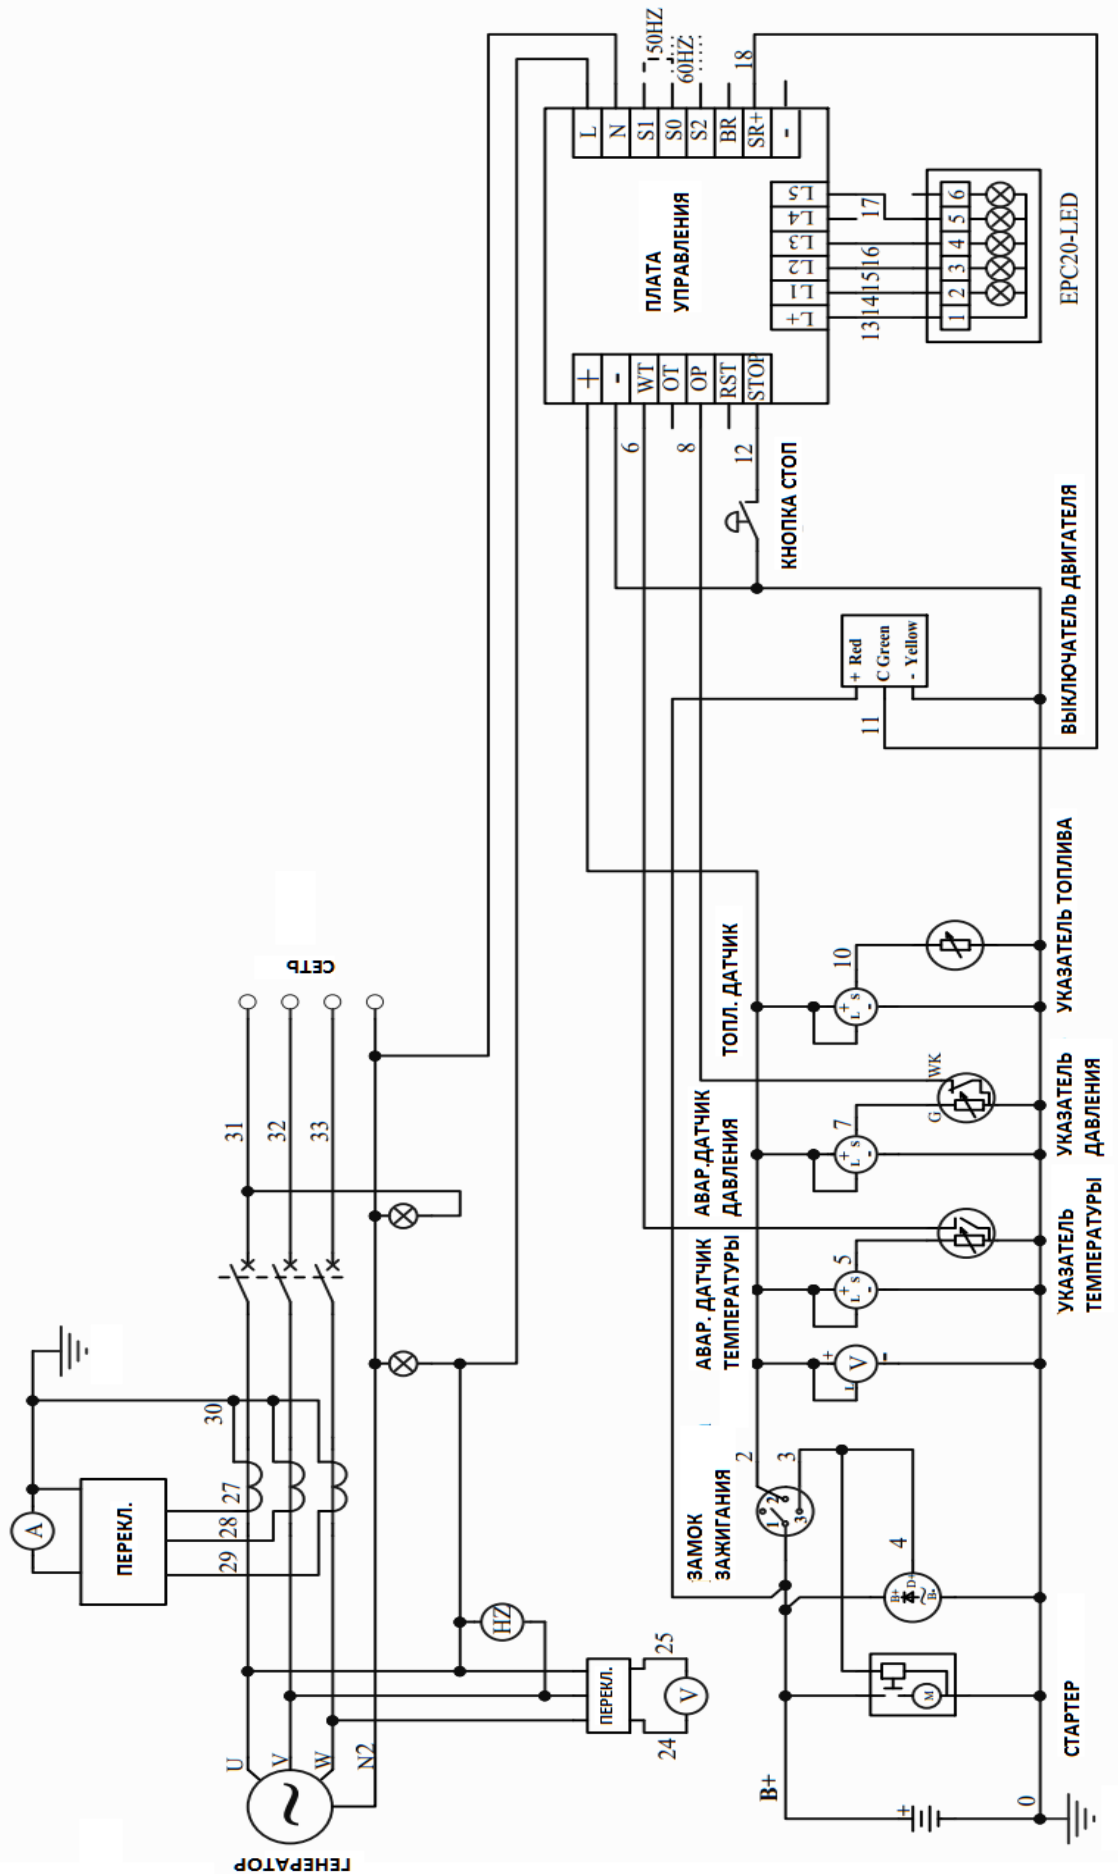 ГЕНЕРАТОР
U
V
W
N2
A
ПЕРЕКЛ.
27
28
29
30
31
32
33
СЕТЬ
HZ
ПЕРЕКЛ.
24
25
V
B+
+
0
СТАРТЕР
M
B+
D+
B-
4
ЗАМОК
ЗАЖИГАНИЯ
1
2
3
2
3
V
+
-
L
АВАР. ДАТЧИК
ТЕМПЕРАТУРЫ
L + S -
5
УКАЗАТЕЛЬ
ТЕМПЕРАТУРЫ
АВАР.ДАТЧИК
ДАВЛЕНИЯ
L + S -
7
G
WK
УКАЗАТЕЛЬ
ДАВЛЕНИЯ
ТОПЛ. ДАТЧИК
L + S -
10
УКАЗАТЕЛЬ ТОПЛИВА
11
+ Red
C Green
- Yellow
ВЫКЛЮЧАТЕЛЬ ДВИГАТЕЛЯ
КНОПКА СТОП
6
8
12
+
-
WT
OT
OP
RST
STOP
ПЛАТА
УПРАВЛЕНИЯ
L+
L1
L2
L3
L4
L5
13
14
15
16
17
1
2
3
4
5
6
EPC20-LED
L
N
S1
S0
S2
BR
SR+
-
50HZ
60HZ
18